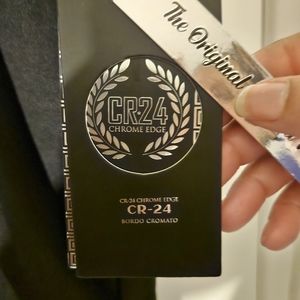 The Original
CR24
CHROME EDGE
CR-24 CHROME EDGE
CR-24
BORDO CROMATO